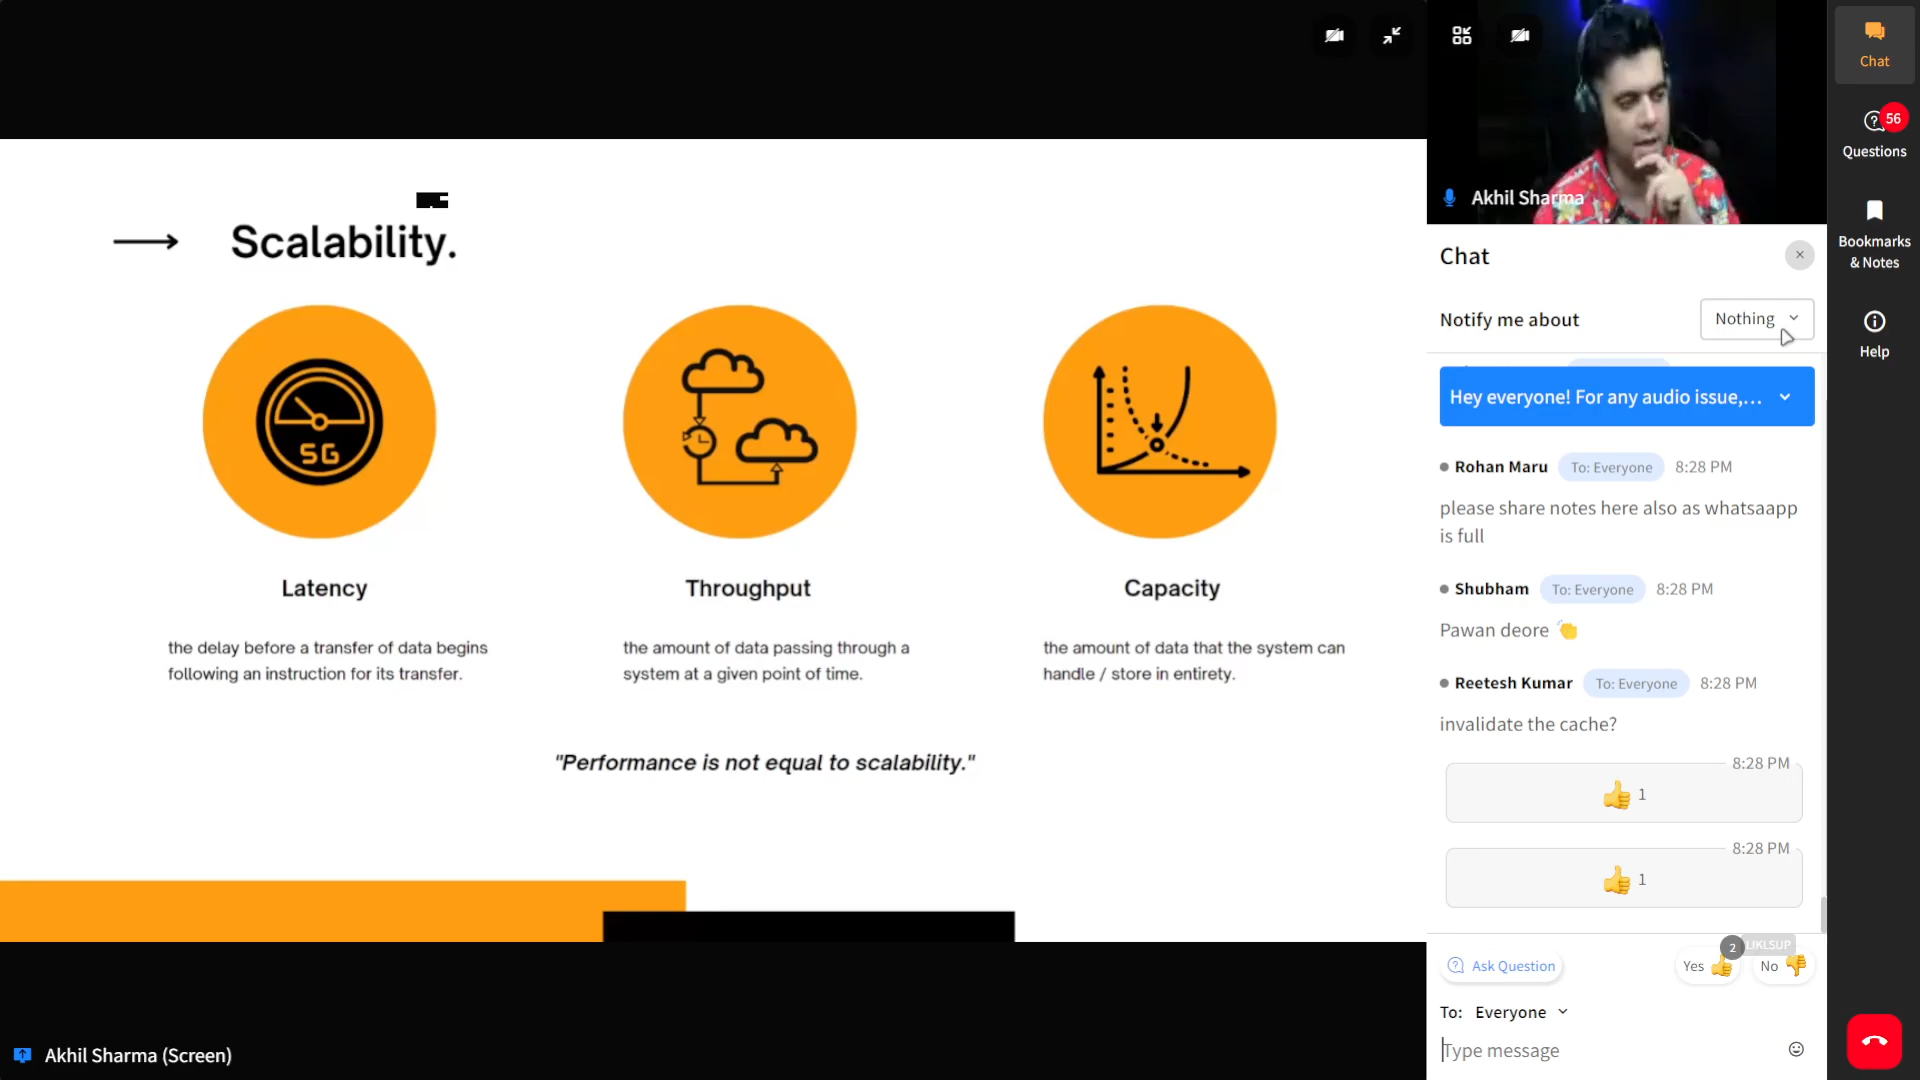 Scalability.
5G
Latency
the delay before a transfer of data begins
following an instruction for its transfer.
Throughput
the amount of data passing through a
system at a given point of time.
Capacity
the amount of data that the system can
handle / store in entirety.
"Performance is not equal to scalability."
Akhil Sharma (Screen)
Akhil Sharma
Chat
Notify me about
Nothing
Hey everyone! For any audio issue,...
Rohan Maru To: Everyone 8:28 PM
please share notes here also as whatsaapp
is full
Shubham To: Everyone 8:28 PM
Pawan deore 👏
Reetesh Kumar To: Everyone 8:28 PM
invalidate the cache?
8:28 PM
👍 1
8:28 PM
👍 1
2
LIKLSUP
Ask Question
Yes 👍
No 👎
To: Everyone
Type message
Chat
56
Questions
Bookmarks
& Notes
Help